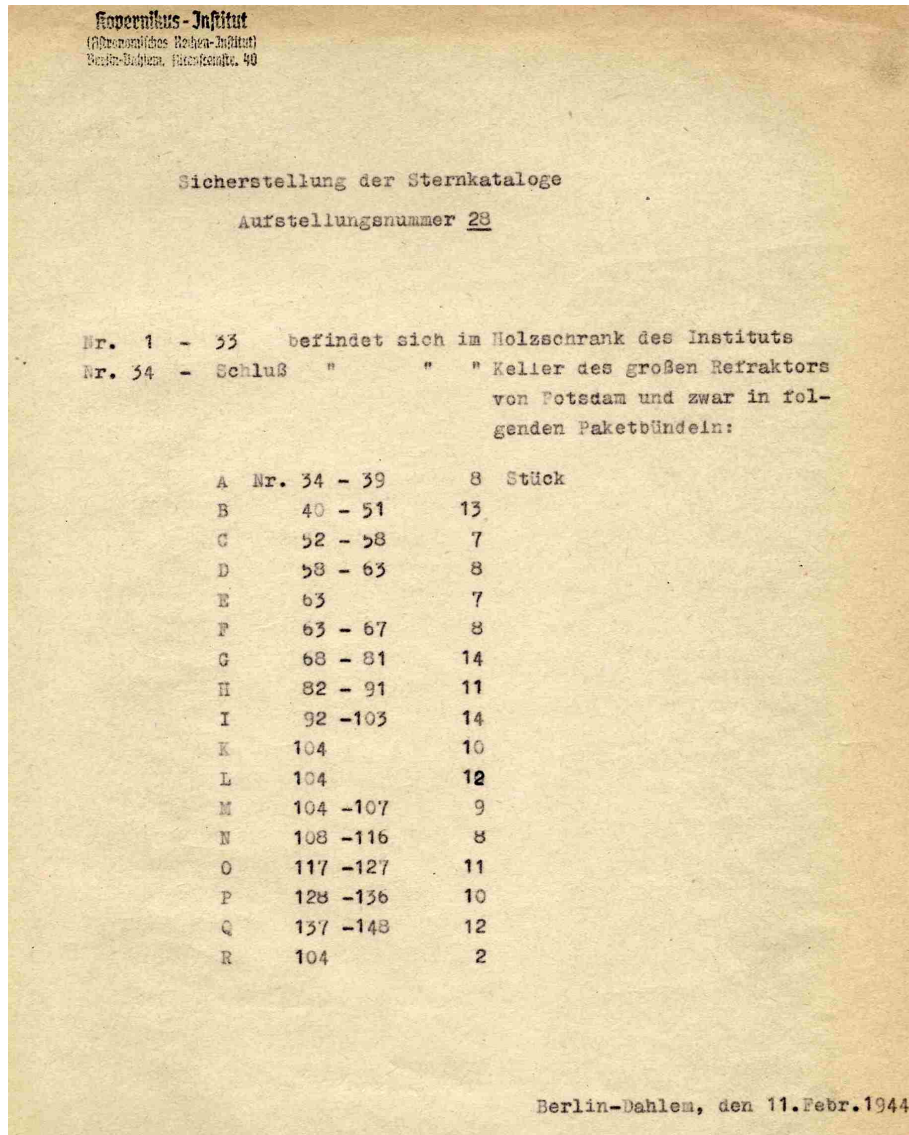 Kopernikus-Institut
(Astronomisches Rechen-Institut)
Berlin-Dahlem, Altensteinstr. 40
Sicherstellung der Sternkataloge
Aufstellungsnummer 28
Nr. 1 - 33 befindet sich im Holzschrank des Instituts
Nr. 34 - Schluß " " " Keller des großen Refraktors
von Potsdam und zwar in fol-
genden Paketbündeln:
A Nr. 34 - 39 8 Stück
B 40 - 51 13
C 52 - 58 7
D 58 - 63 8
E 63 7
F 63 - 67 8
G 68 - 81 14
H 82 - 91 11
I 92 -103 14
K 104 10
L 104 12
M 104 -107 9
N 108 -116 8
O 117 -127 11
P 128 -136 10
Q 137 -148 12
R 104 2
Berlin-Dahlem, den 11.Febr.1944